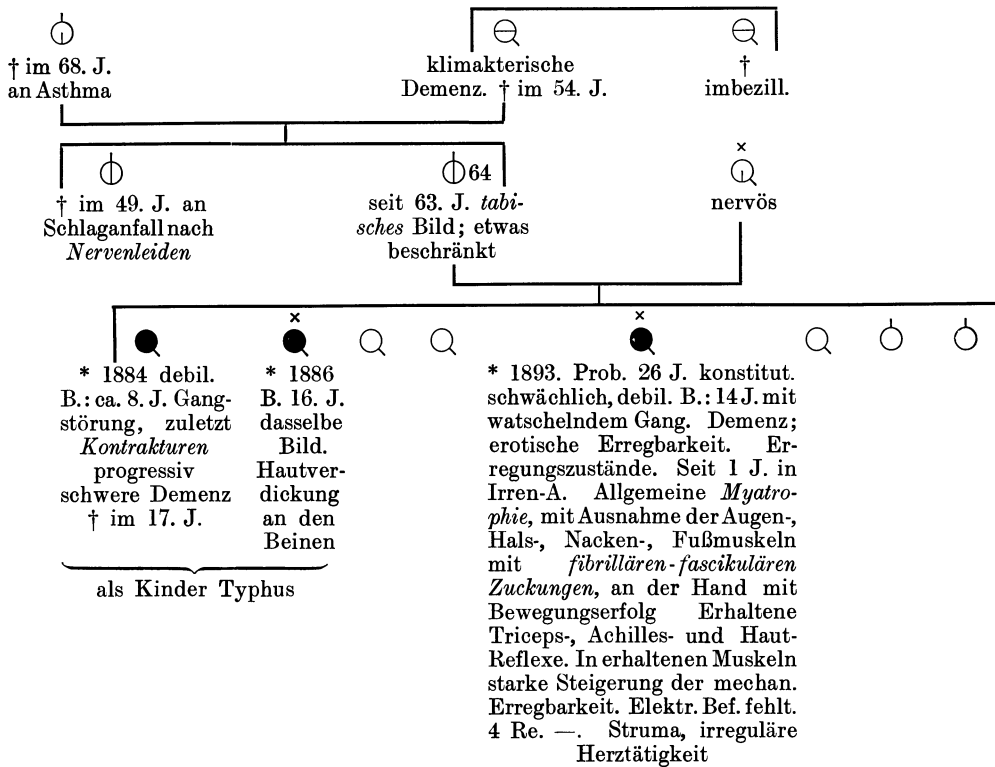 † im 68. J.
an Asthma
klimakterische
Demenz. † im 54. J.
†
imbezill.
† im 49. J. an
Schlaganfall nach
Nervenleiden
64
seit 63. J. tabi-
sches Bild; etwas
beschränkt
×
nervös
* 1884 debil.
B.: ca. 8. J. Gang-
störung, zuletzt
Kontrakturen
progressiv
schwere Demenz
† im 17. J.
×
* 1886
B. 16. J.
dasselbe
Bild.
Hautver-
dickung
an den
Beinen
als Kinder Typhus
×
* 1893. Prob. 26 J. konstitut.
schwächlich, debil. B.: 14 J. mit
watschelndem Gang. Demenz;
erotische Erregbarkeit. Er-
regungszustände. Seit 1 J. in
Irren-A. Allgemeine Myatro-
phie, mit Ausnahme der Augen-,
Hals-, Nacken-, Fußmuskeln
mit fibrillären-fascikulären
Zuckungen, an der Hand mit
Bewegungserfolg Erhaltene
Triceps-, Achilles- und Haut-
Reflexe. In erhaltenen Muskeln
starke Steigerung der mechan.
Erregbarkeit. Elektr. Bef. fehlt.
4 Re. —. Struma, irreguläre
Herztätigkeit